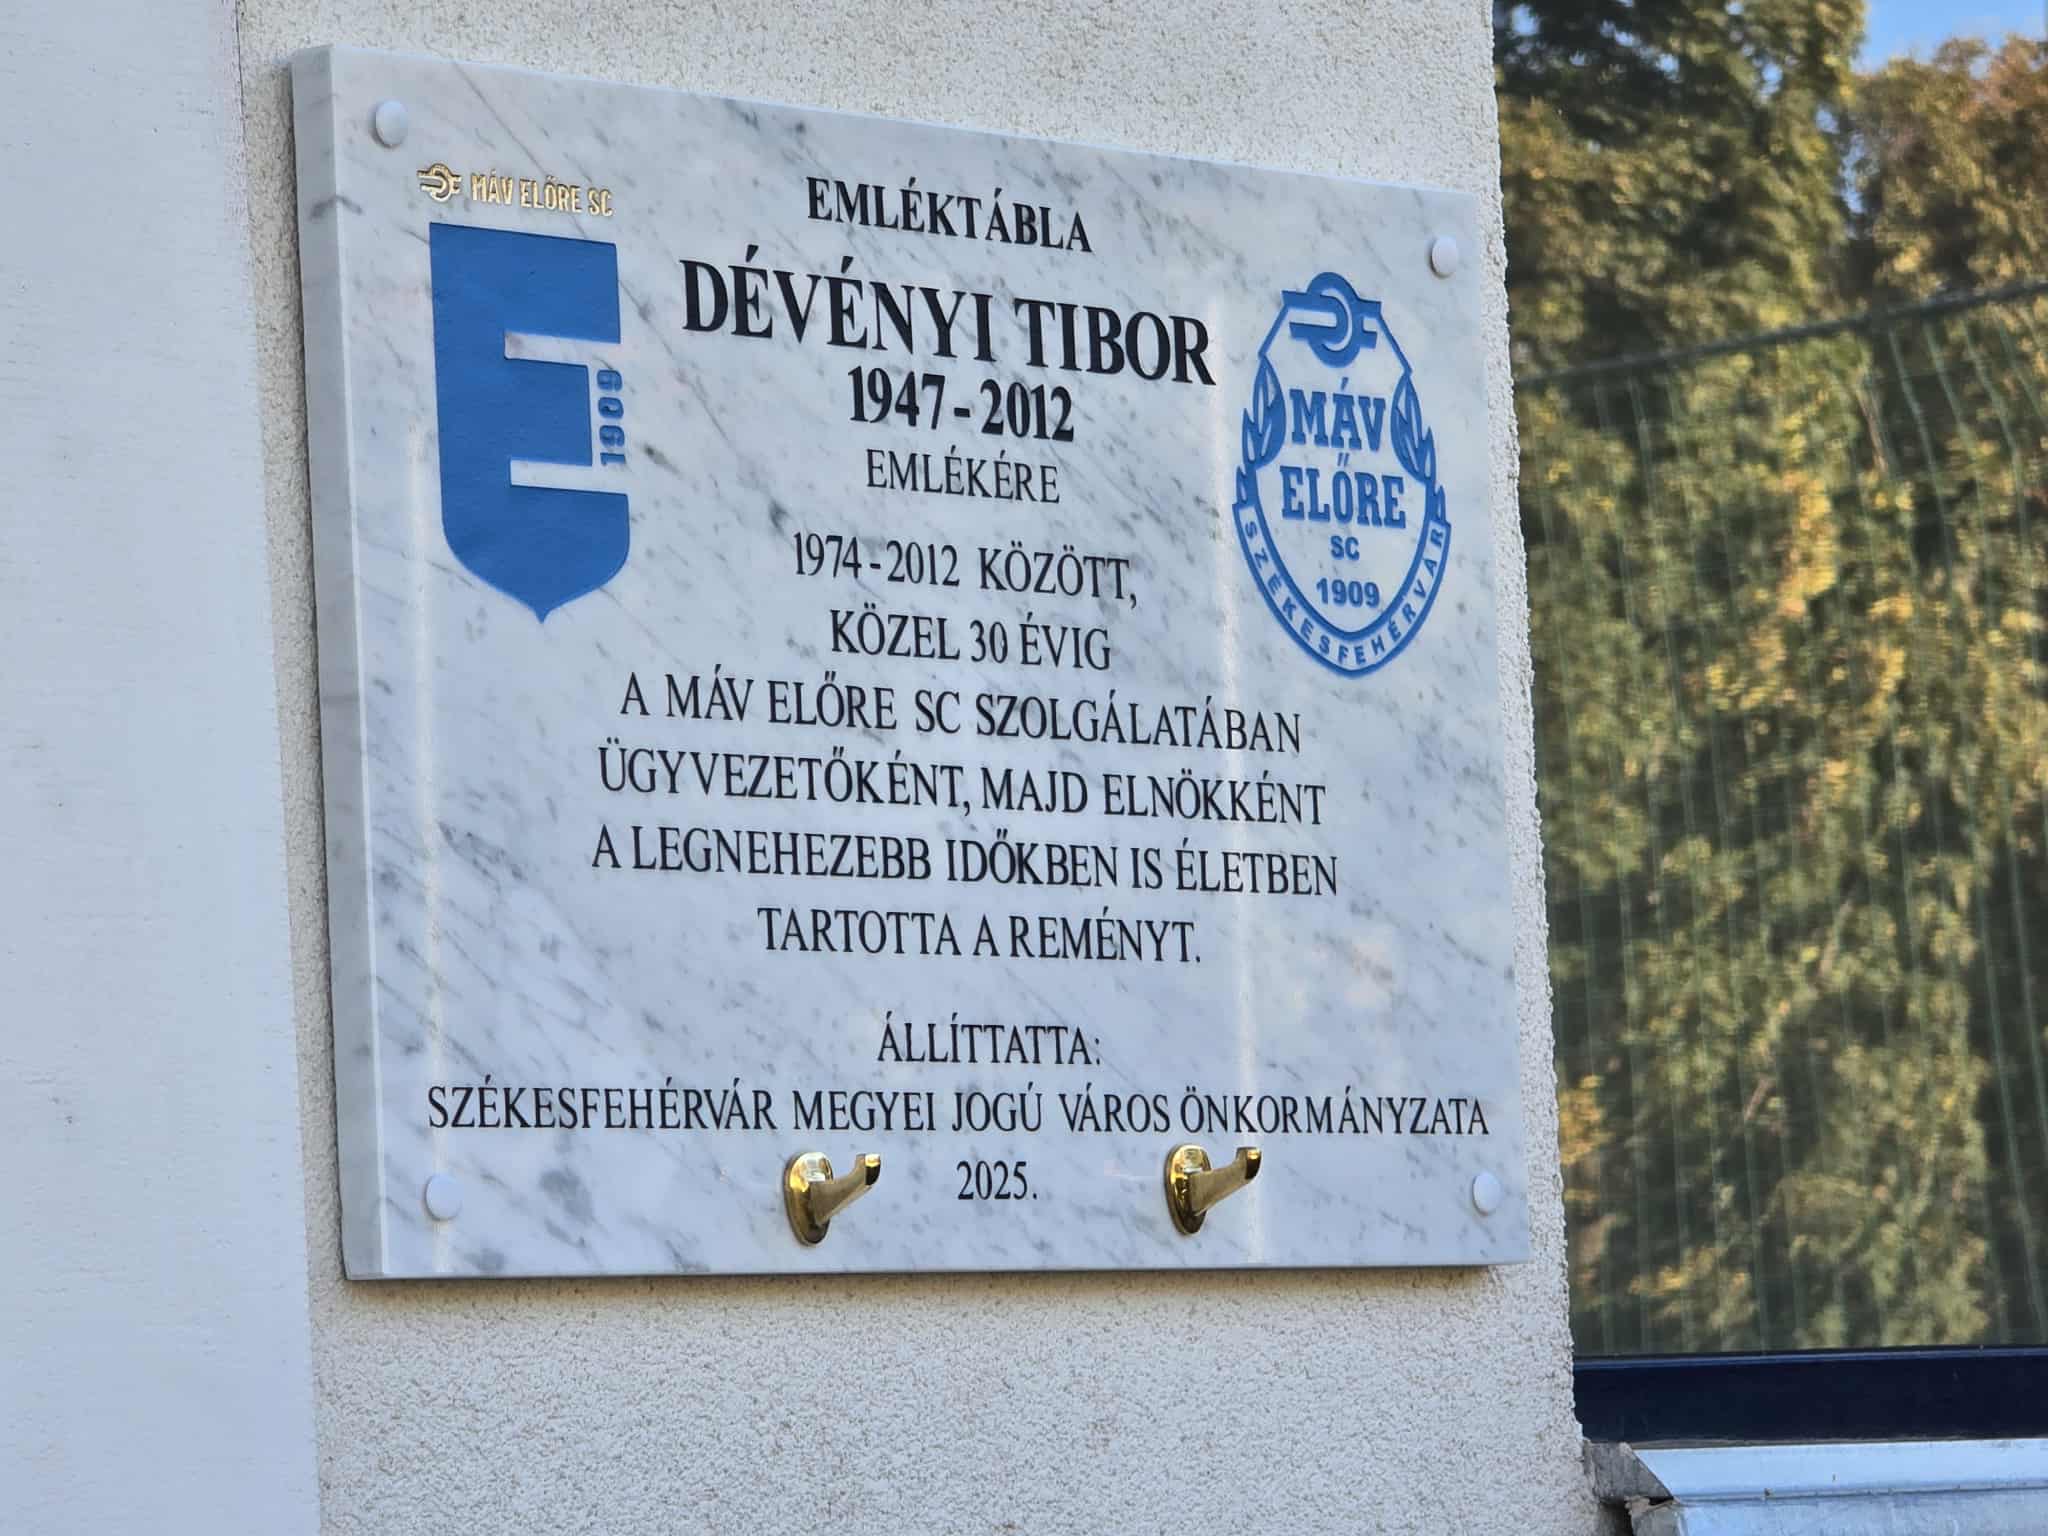 MÁV ELŐRE SC
1909
EMLÉKTÁBLA
DÉVÉNYI TIBOR
1947-2012
EMLÉKÉRE
1974-2012 KÖZÖTT,
KÖZEL 30 ÉVIG
A MÁV ELŐRE SC SZOLGÁLATÁBAN
ÜGYVEZETŐKÉNT, MAJD ELNÖKKÉNT
A LEGNEHEZEBB IDŐKBEN IS ÉLETBEN
TARTOTTA A REMÉNYT.
MÁV
ELŐRE
SC
1909
SZÉKESFEHÉRVÁR
ÁLLÍTTATTA:
SZÉKESFEHÉRVÁR MEGYEI JOGÚ VÁROS ÖNKORMÁNYZATA
2025.